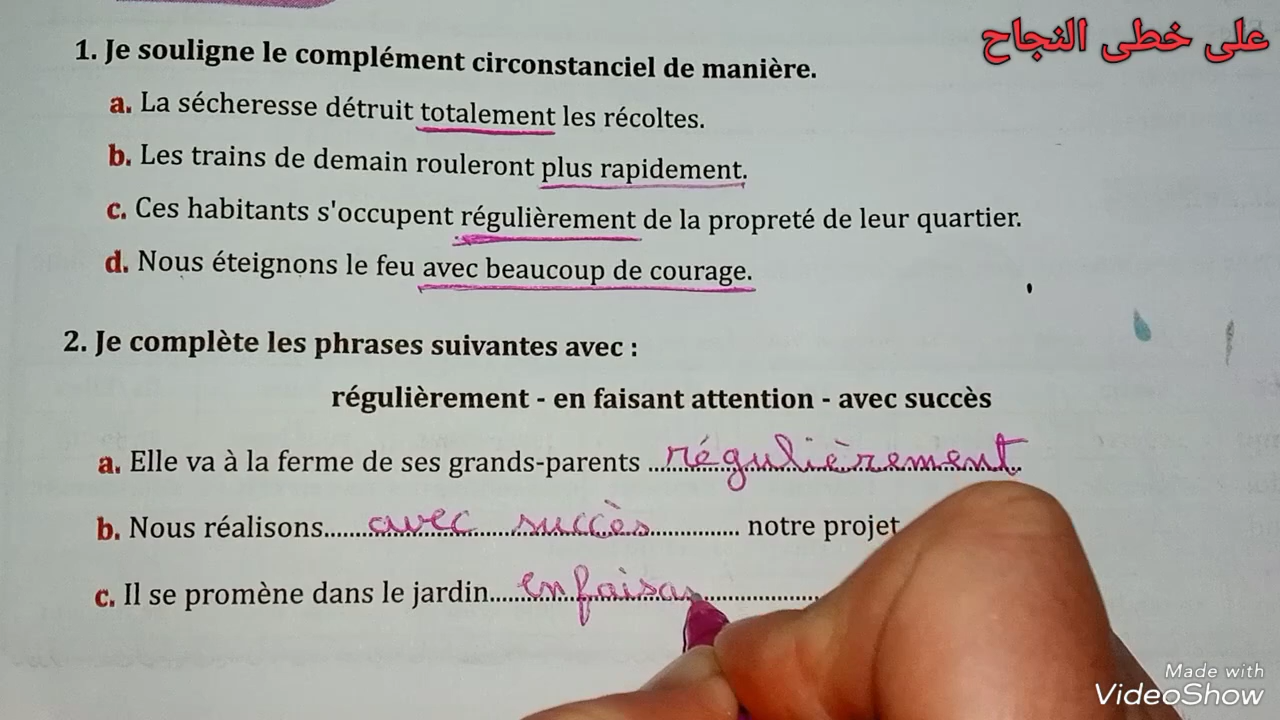 على خطى النجاح
1. Je souligne le complément circonstanciel de manière.
a. La sécheresse détruit totalement les récoltes.
b. Les trains de demain rouleront plus rapidement.
c. Ces habitants s'occupent régulièrement de la propreté de leur quartier.
d. Nous éteignons le feu avec beaucoup de courage.
2. Je complète les phrases suivantes avec :
régulièrement - en faisant attention - avec succès
a. Elle va à la ferme de ses grands-parents ...régulièrement...
b. Nous réalisons......avec succès............ notre projet
c. Il se promène dans le jardin.....en faisa...............
Made with
VideoShow